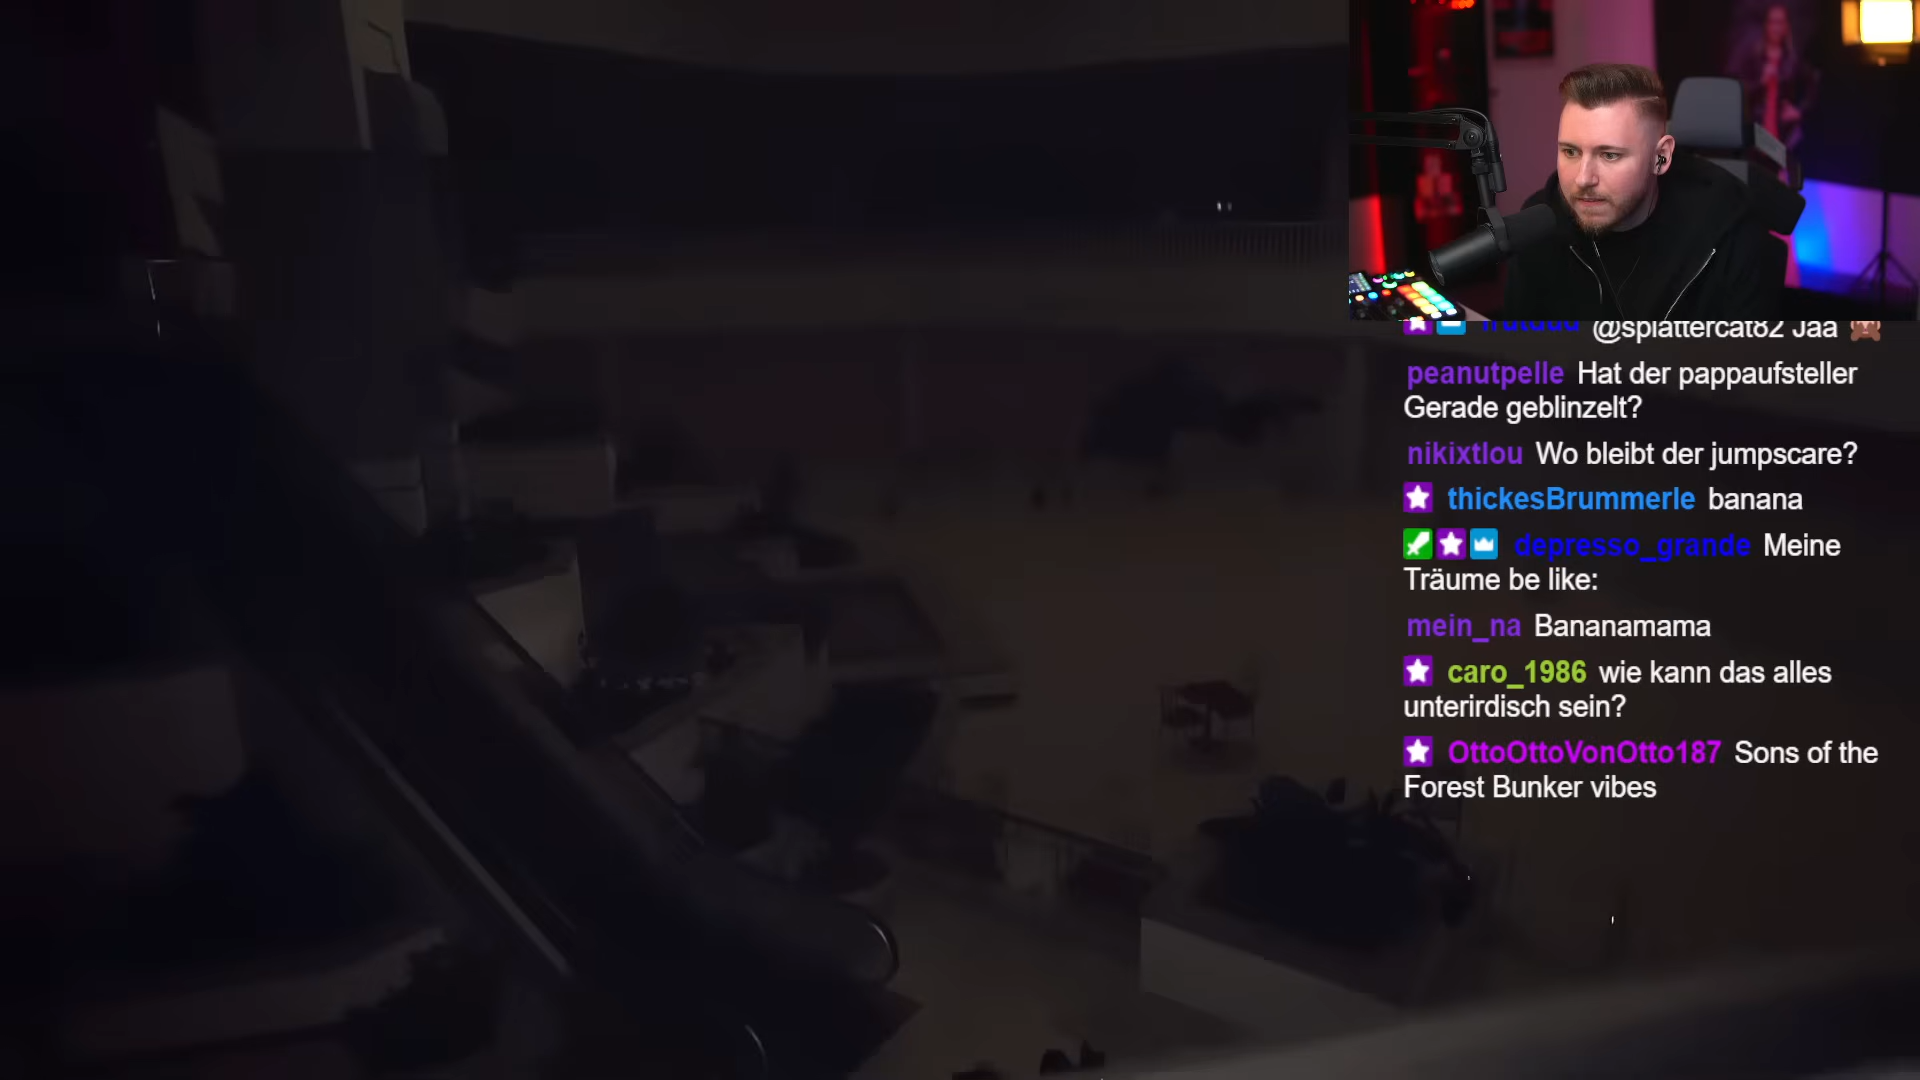 @splattercat82 Jaa
peanutpelle Hat der pappaufsteller
Gerade geblinzelt?
nikixtlou Wo bleibt der jumpscare?
thickesBrummerle banana
depresso_grande Meine
Träume be like:
mein_na Bananamama
caro_1986 wie kann das alles
unterirdisch sein?
OttoOttoVonOtto187 Sons of the
Forest Bunker vibes